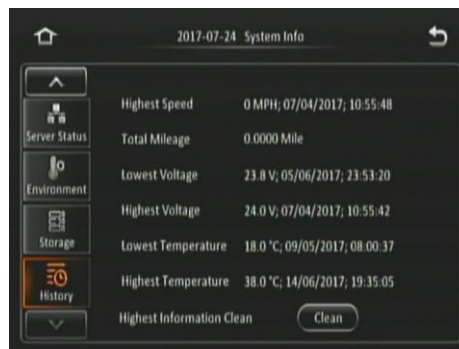 2017-07-24 System Info
Server Status
Environment
Storage
History
Highest Speed 0 MPH; 07/04/2017; 10:55:48
Total Mileage 0.0000 Mile
Lowest Voltage 23.8 V; 05/06/2017; 23:53:20
Highest Voltage 24.0 V; 07/04/2017; 10:55:42
Lowest Temperature 18.0 °C; 09/05/2017; 08:00:37
Highest Temperature 38.0 °C; 14/06/2017; 19:35:05
Highest Information Clean Clean